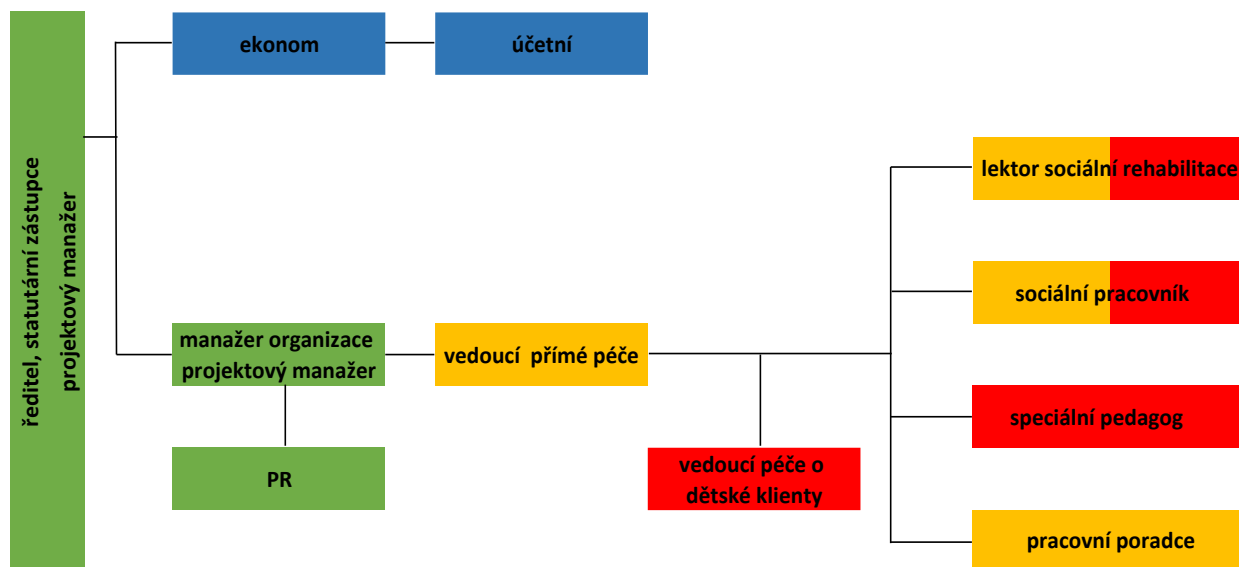 ředitel, statutární zástupce
projektový manažer
ekonom
účetní
lektor sociální rehabilitace
sociální pracovník
manažer organizace
projektový manažer
vedoucí  přímé péče
speciální pedagog
PR
vedoucí péče o
dětské klienty
pracovní poradce